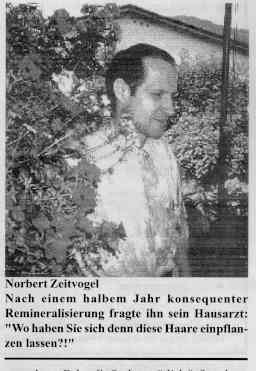 Norbert Zeitvogel
Nach einem halbem Jahr konsequenter
Remineralisierung fragte ihn sein Hausarzt:
"Wo haben Sie sich denn diese Haare einpflan-
zen lassen?!"